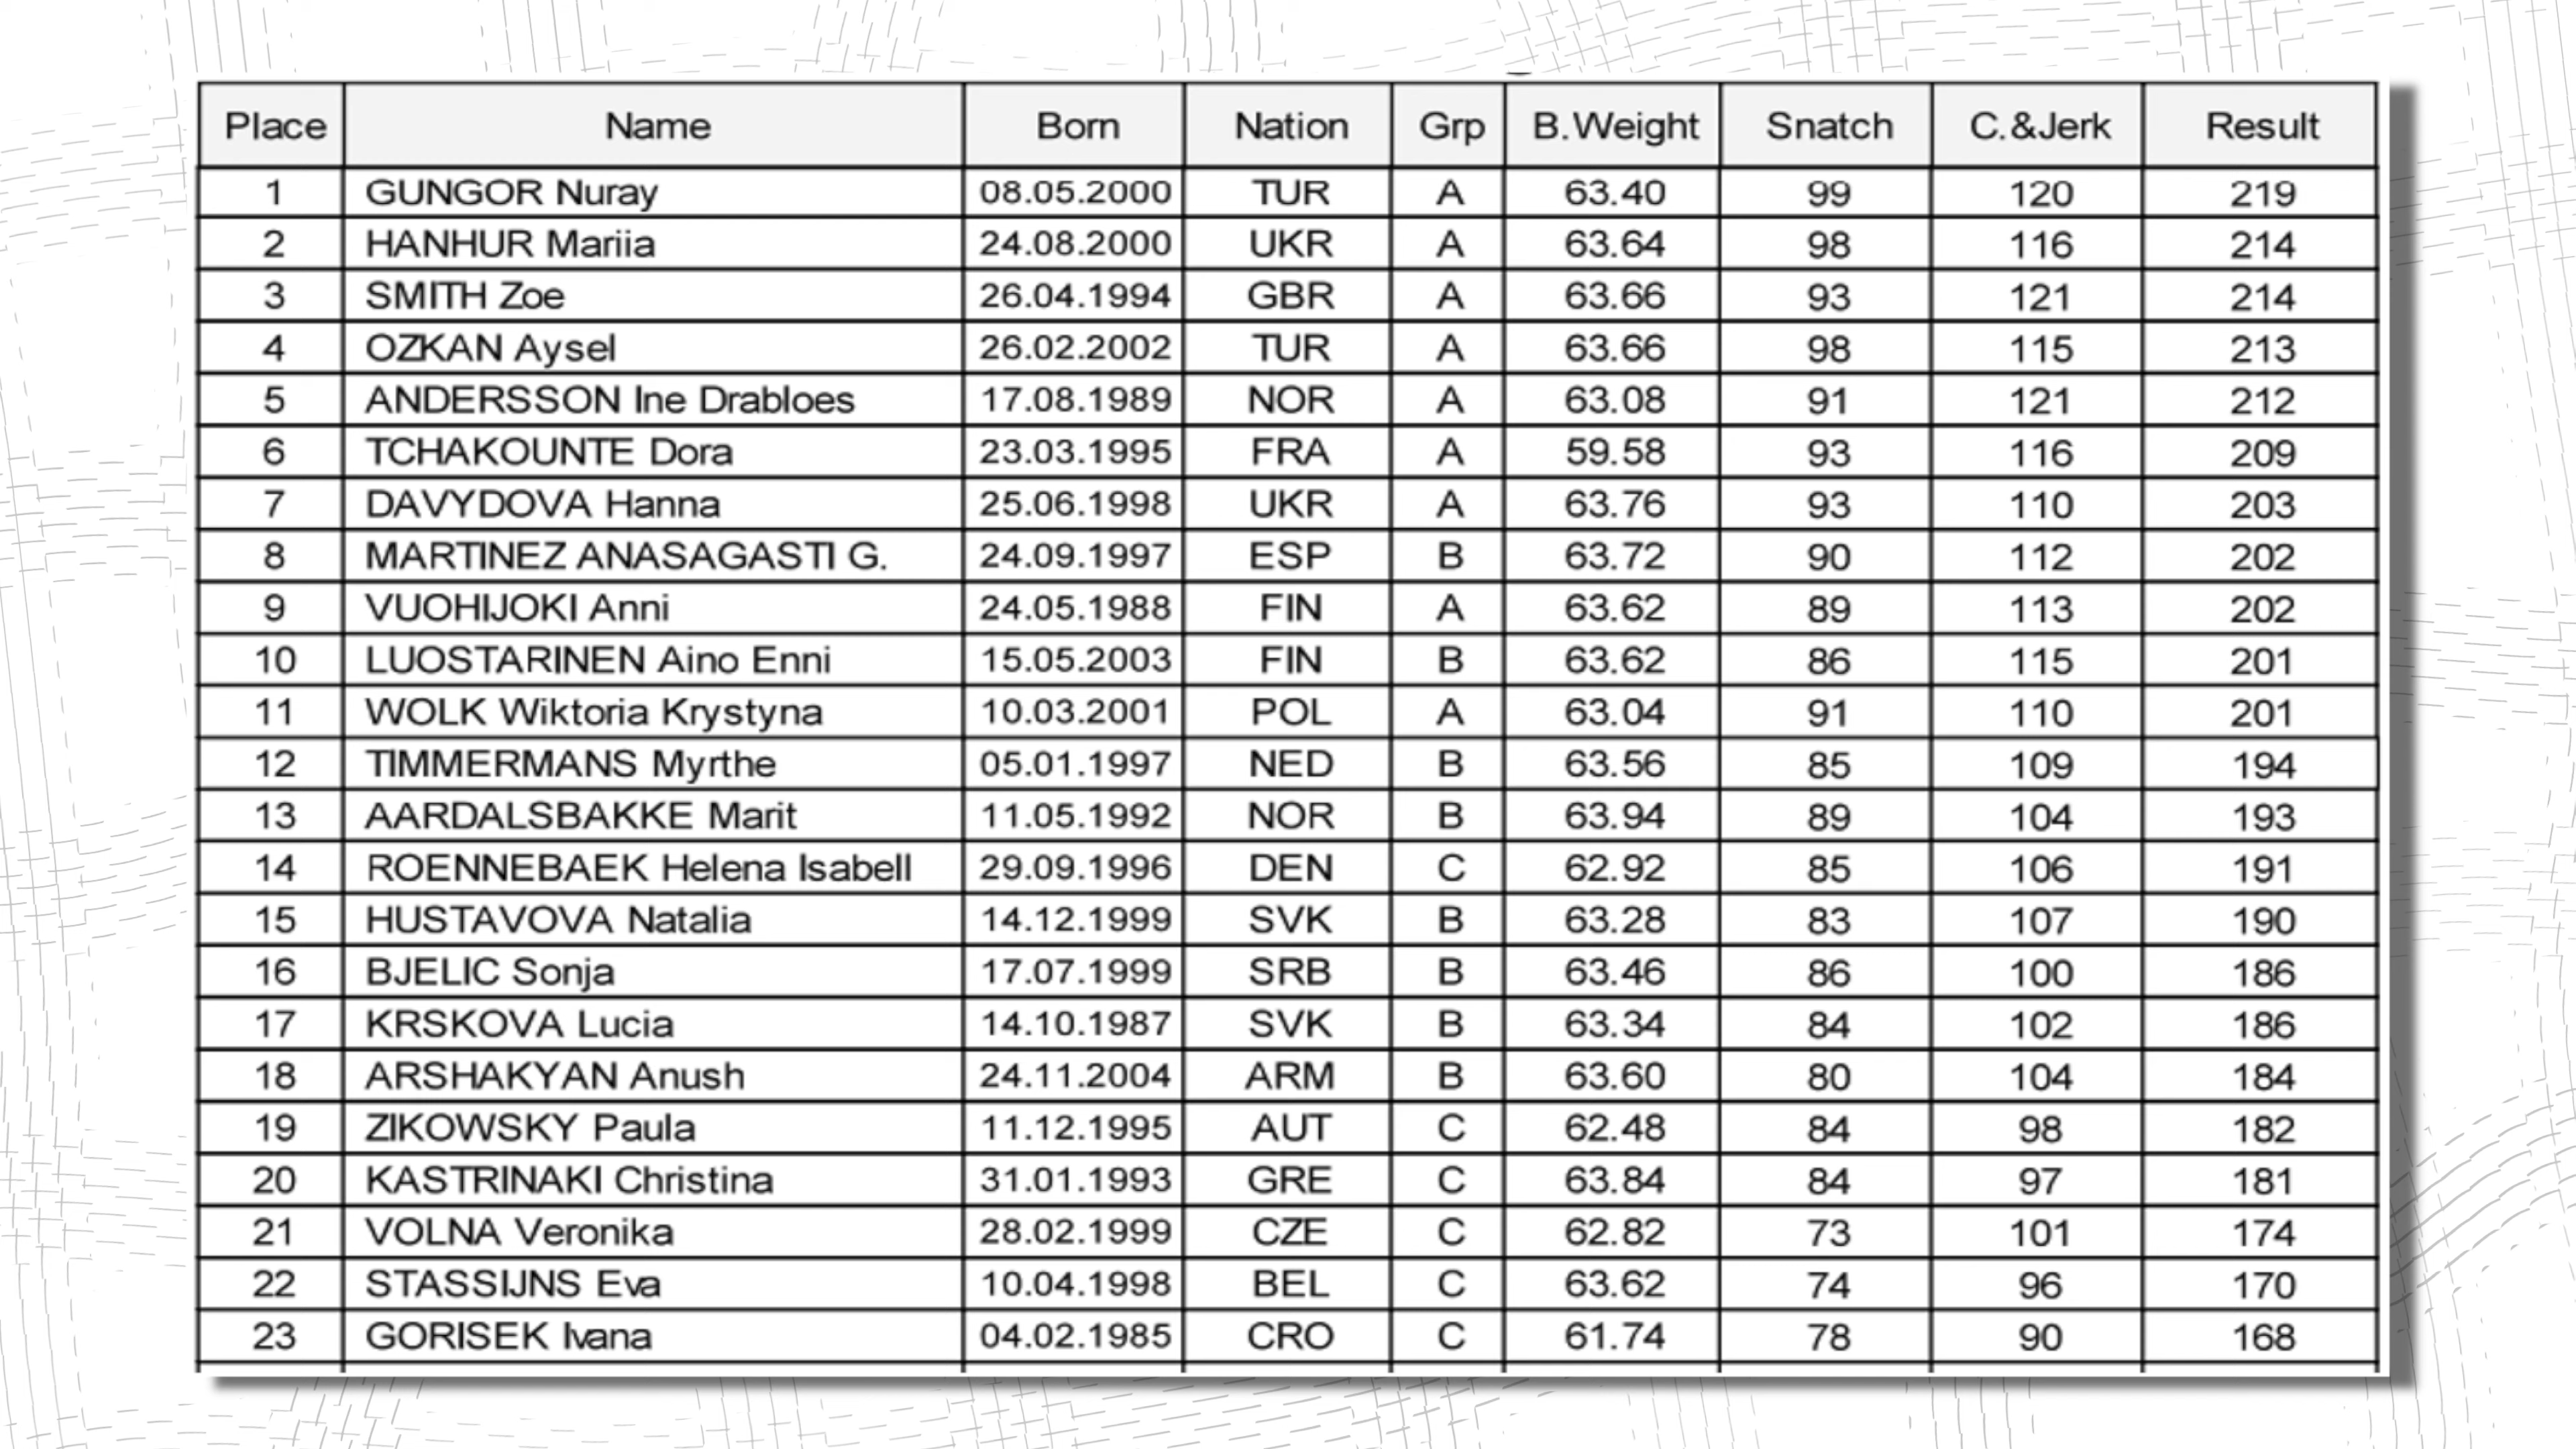 Place Name Born Nation Grp B.Weight Snatch C.&Jerk Result
1 GUNGOR Nuray 08.05.2000 TUR A 63.40 99 120 219
2 HANHUR Mariia 24.08.2000 UKR A 63.64 98 116 214
3 SMITH Zoe 26.04.1994 GBR A 63.66 93 121 214
4 OZKAN Aysel 26.02.2002 TUR A 63.66 98 115 213
5 ANDERSSON Ine Drabloes 17.08.1989 NOR A 63.08 91 121 212
6 TCHAKOUNTE Dora 23.03.1995 FRA A 59.58 93 116 209
7 DAVYDOVA Hanna 25.06.1998 UKR A 63.76 93 110 203
8 MARTINEZ ANASAGASTI G. 24.09.1997 ESP B 63.72 90 112 202
9 VUOHIJOKI Anni 24.05.1988 FIN A 63.62 89 113 202
10 LUOSTARINEN Aino Enni 15.05.2003 FIN B 63.62 86 115 201
11 WOLK Wiktoria Krystyna 10.03.2001 POL A 63.04 91 110 201
12 TIMMERMANS Myrthe 05.01.1997 NED B 63.56 85 109 194
13 AARDALSBAKKE Marit 11.05.1992 NOR B 63.94 89 104 193
14 ROENNEBAEK Helena Isabell 29.09.1996 DEN C 62.92 85 106 191
15 HUSTAVOVA Natalia 14.12.1999 SVK B 63.28 83 107 190
16 BJELIC Sonja 17.07.1999 SRB B 63.46 86 100 186
17 KRSKOVA Lucia 14.10.1987 SVK B 63.34 84 102 186
18 ARSHAKYAN Anush 24.11.2004 ARM B 63.60 80 104 184
19 ZIKOWSKY Paula 11.12.1995 AUT C 62.48 84 98 182
20 KASTRINAKI Christina 31.01.1993 GRE C 63.84 84 97 181
21 VOLNA Veronika 28.02.1999 CZE C 62.82 73 101 174
22 STASSIJNS Eva 10.04.1998 BEL C 63.62 74 96 170
23 GORISEK Ivana 04.02.1985 CRO C 61.74 78 90 168